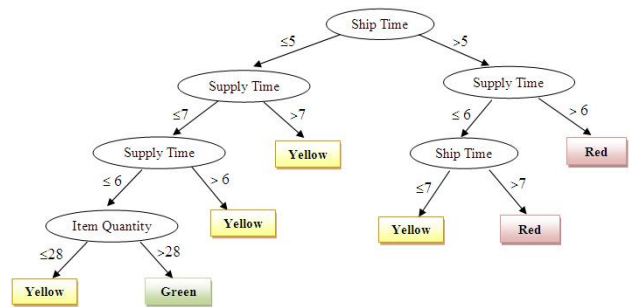 Ship Time
≤5
>5
Supply Time
Supply Time
≤7
>7
≤ 6
> 6
Supply Time
Yellow
Ship Time
Red
≤ 6
> 6
≤7
>7
Item Quantity
Yellow
Yellow
Red
≤28
>28
Yellow
Green